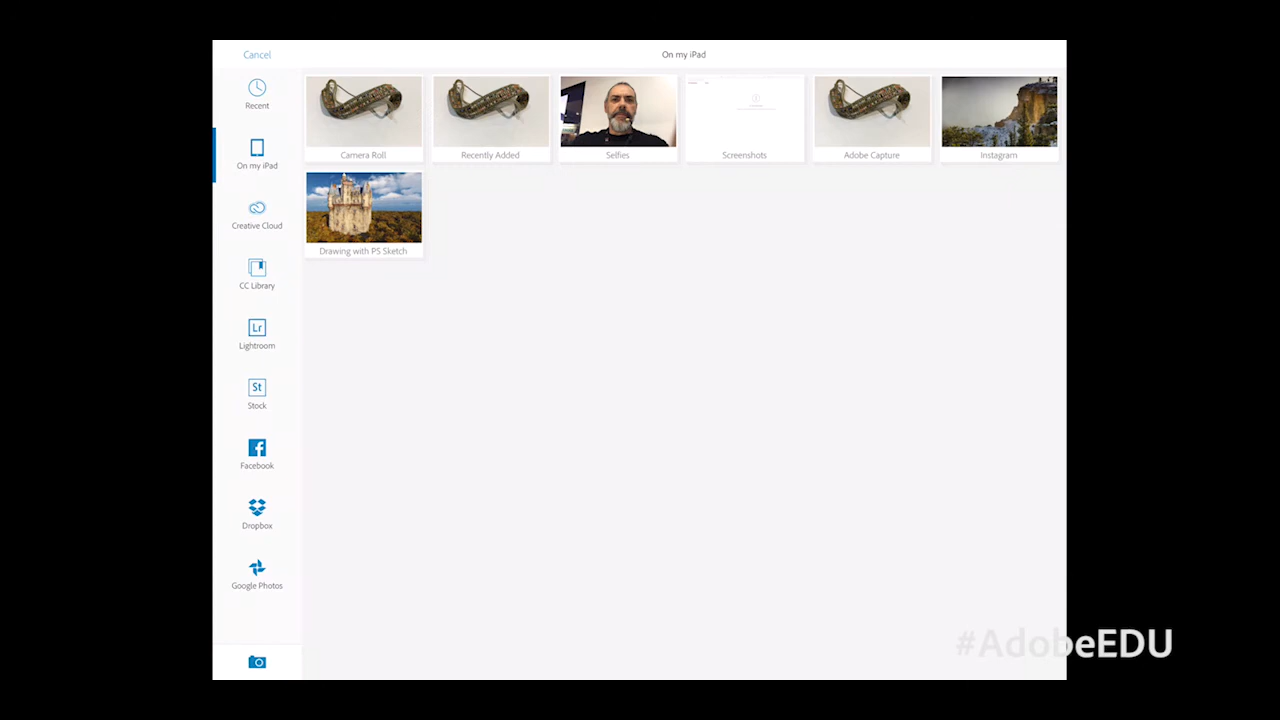 Cancel
On my iPad
Recent
On my iPad
Creative Cloud
CC Library
Lr
Lightroom
St
Stock
Facebook
Dropbox
Google Photos
Camera Roll
Recently Added
Selfies
Screenshots
Adobe Capture
Instagram
Drawing with PS Sketch
#AdobeEDU